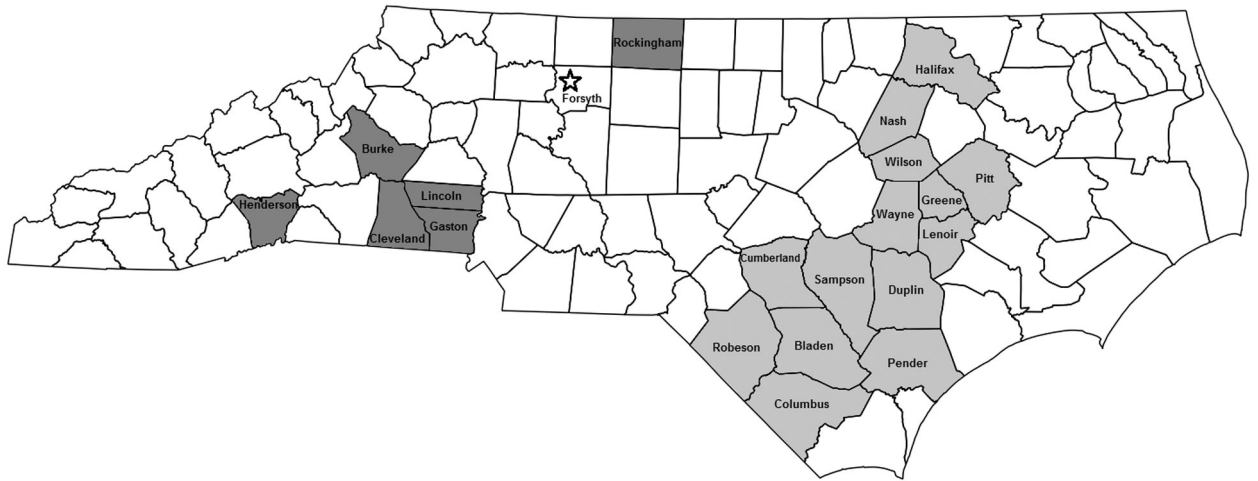 Rockingham
Halifax
Forsyth
Nash
Burke
Wilson
Pitt
Lincoln
Greene
Henderson
Wayne
Gaston
Lenoir
Cleveland
Cumberland
Sampson
Duplin
Robeson
Bladen
Pender
Columbus